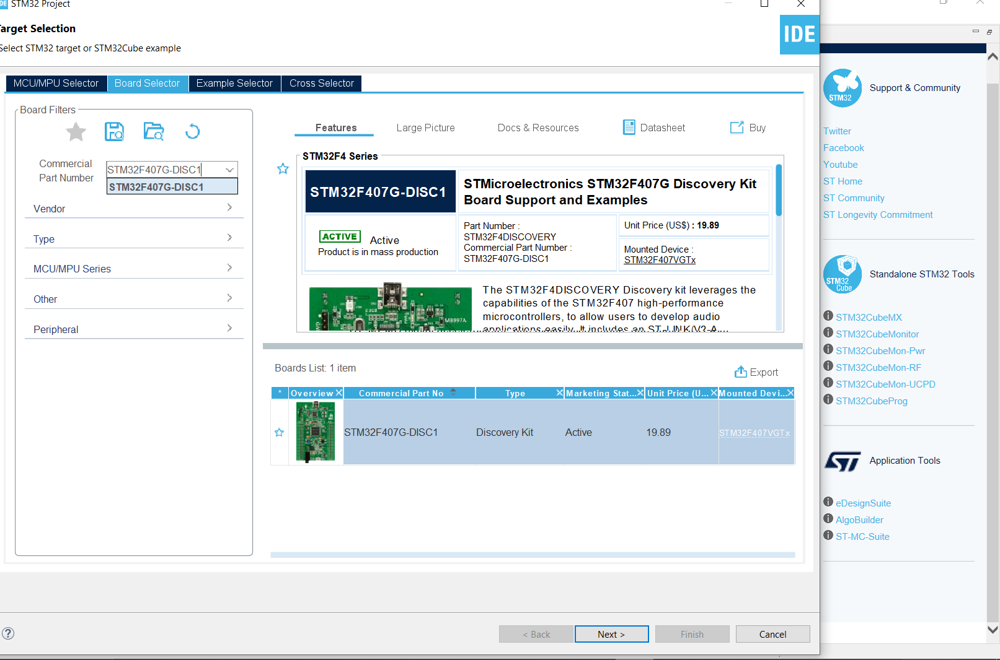 IDE STM32 Project
Target Selection
Select STM32 target or STM32Cube example
IDE
MCU/MPU Selector
Board Selector
Example Selector
Cross Selector
Board Filters
Commercial
Part Number
STM32F407G-DISC1
STM32F407G-DISC1
Vendor
Type
MCU/MPU Series
Other
Peripheral
Features
Large Picture
Docs & Resources
Datasheet
Buy
STM32F4 Series
STM32F407G-DISC1
STMicroelectronics STM32F407G Discovery Kit
Board Support and Examples
ACTIVE Active
Product is in mass production
Part Number :
STM32F4DISCOVERY
Commercial Part Number :
STM32F407G-DISC1
Unit Price (US$) : 19.89
Mounted Device :
STM32F407VGTx
MB997A
The STM32F4DISCOVERY Discovery kit leverages the
capabilities of the STM32F407 high-performance
microcontrollers, to allow users to develop audio
applications easily. It includes an ST-LINK/V2-A
Boards List: 1 item
Export
* Overview Commercial Part No Type Marketing Stat... Unit Price (U... Mounted Devi...
STM32F407G-DISC1 Discovery Kit Active 19.89 STM32F407VGTx
< Back
Next >
Finish
Cancel
STM32
Support & Community
Twitter
Facebook
Youtube
ST Home
ST Community
ST Longevity Commitment
STM32
Cube
Standalone STM32 Tools
STM32CubeMX
STM32CubeMonitor
STM32CubeMon-Pwr
STM32CubeMon-RF
STM32CubeMon-UCPD
STM32CubeProg
ST
Application Tools
eDesignSuite
AlgoBuilder
ST-MC-Suite